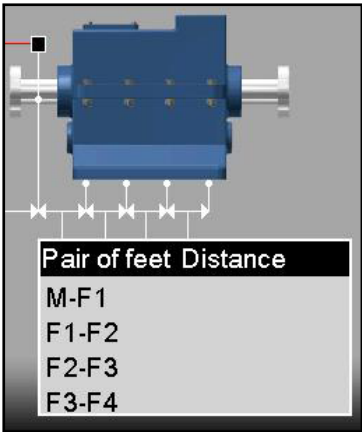 Pair of feet Distance
M-F1
F1-F2
F2-F3
F3-F4